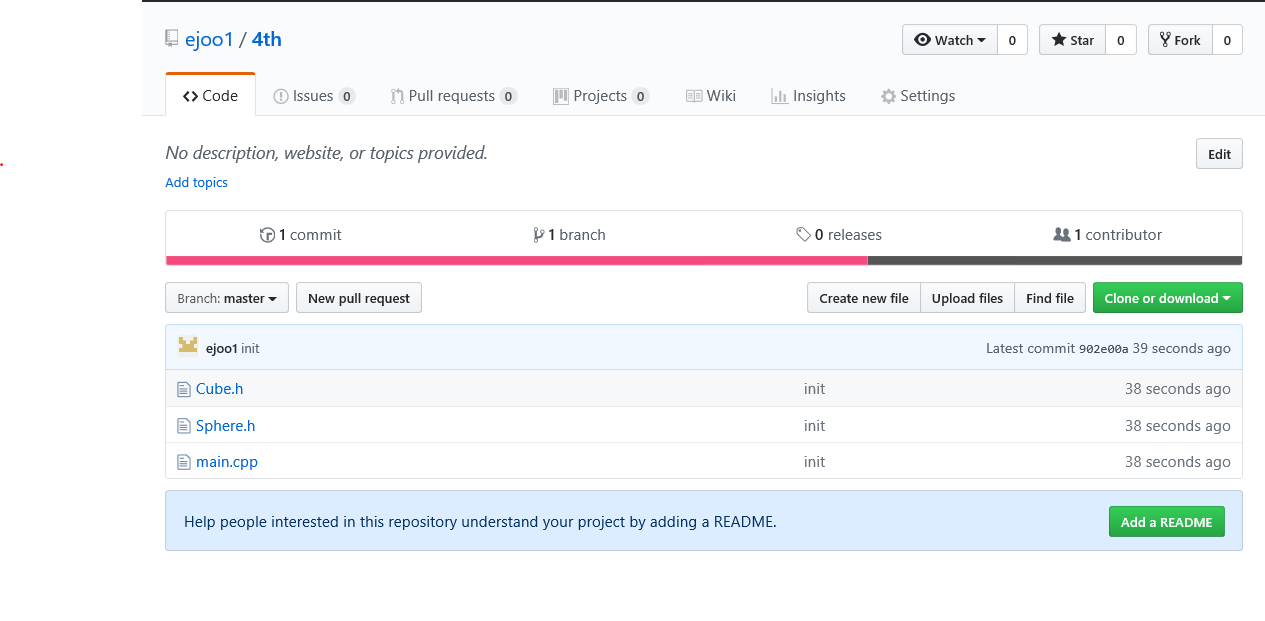 ejoo1 / 4th
Watch 0 Star 0 Fork 0
Code Issues 0 Pull requests 0 Projects 0 Wiki Insights Settings
No description, website, or topics provided. Edit
Add topics
1 commit 1 branch 0 releases 1 contributor
Branch: master New pull request Create new file Upload files Find file Clone or download
ejoo1 init Latest commit 902e00a 39 seconds ago
Cube.h init 38 seconds ago
Sphere.h init 38 seconds ago
main.cpp init 38 seconds ago
Help people interested in this repository understand your project by adding a README. Add a README